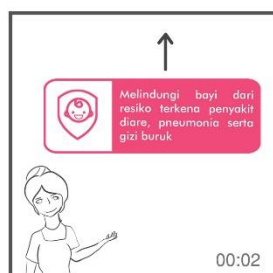 Melindungi bayi dari
resiko terkena penyakit
diare, pneumonia serta
gizi buruk
00:02